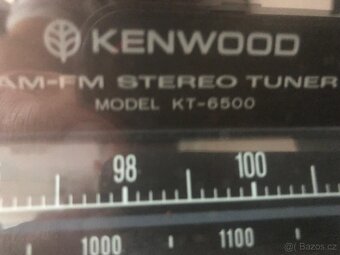 KENWOOD
AM-FM STEREO TUNER
MODEL KT-6500
98 100
1000 1100
Bazos.cz